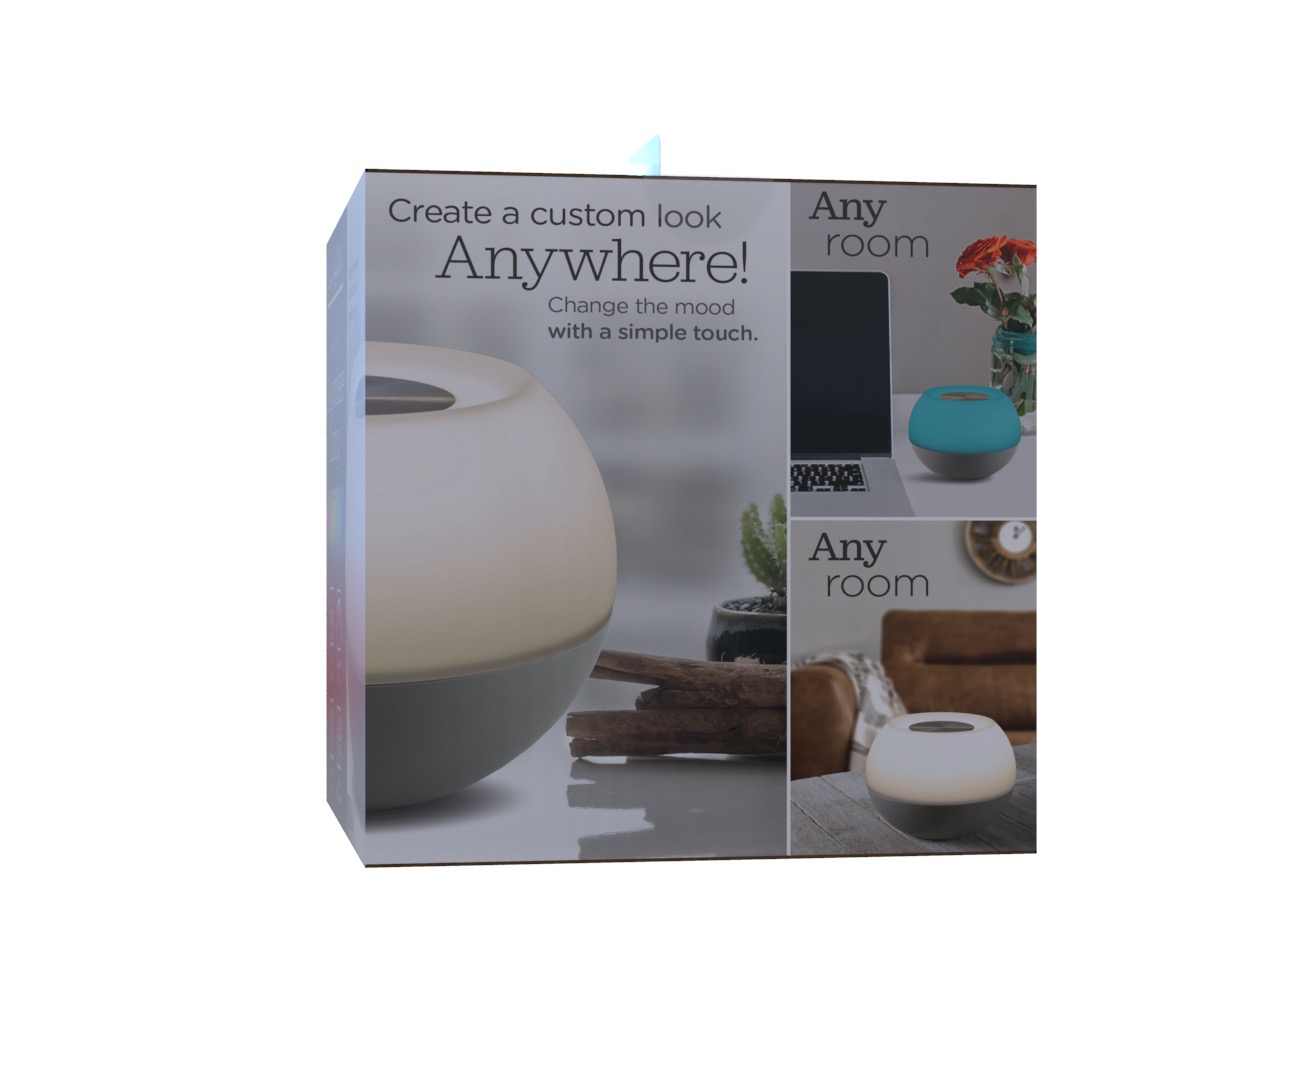 Create a custom look
Anywhere!
Change the mood
with a simple touch.
Any
room
Any
room